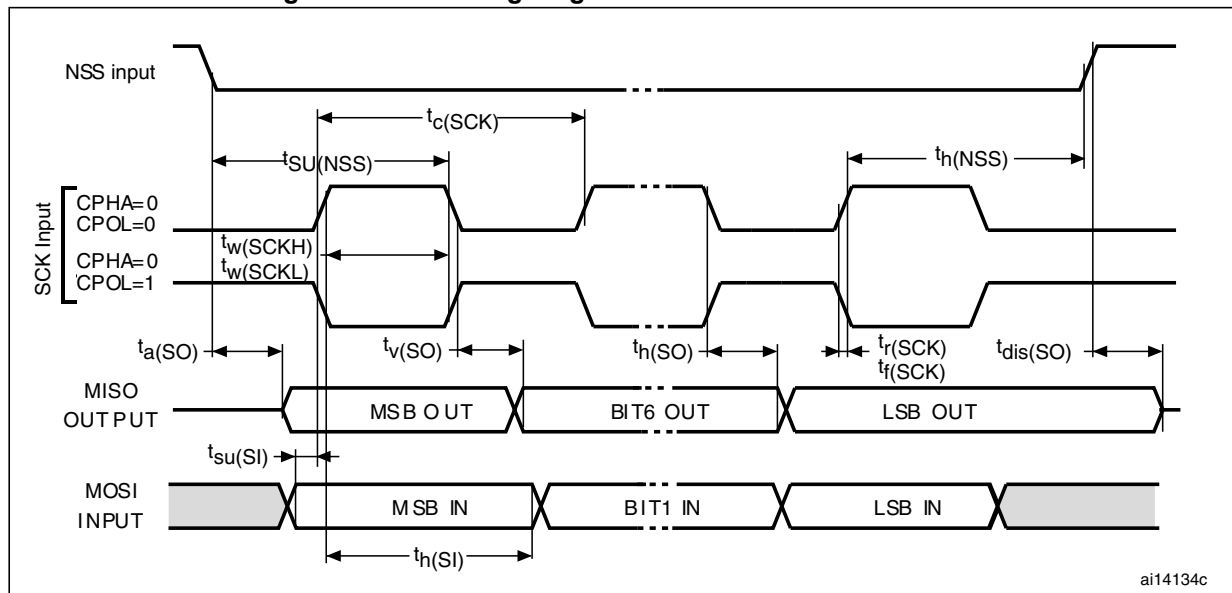 NSS input
tc(SCK)
tSU(NSS)
th(NSS)
SCK Input
CPHA=0
CPOL=0
tw(SCKH)
tw(SCKL)
CPHA=0
CPOL=1
ta(SO)
tv(SO)
th(SO)
tr(SCK)
tf(SCK)
tdis(SO)
MISO
OUTPUT
MSB OUT
BIT6 OUT
LSB OUT
tsu(SI)
MOSI
INPUT
MSB IN
BIT1 IN
LSB IN
th(SI)
ai14134c